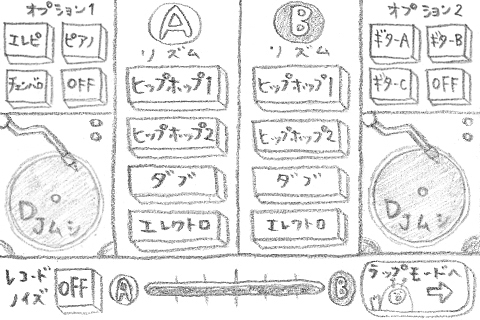 オプション1
エレピ
ピアノ
チェンバロ
OFF
A
リズム
ヒップホップ1
ヒップホップ2
ダブ
エレクトロ
B
リズム
ヒップホップ1
ヒップホップ2
ダブ
エレクトロ
オプション2
ギターA
ギターB
ギターC
OFF
DJムシ
DJムシ
レコード
ノイズ
OFF
A
B
ラップモードへ